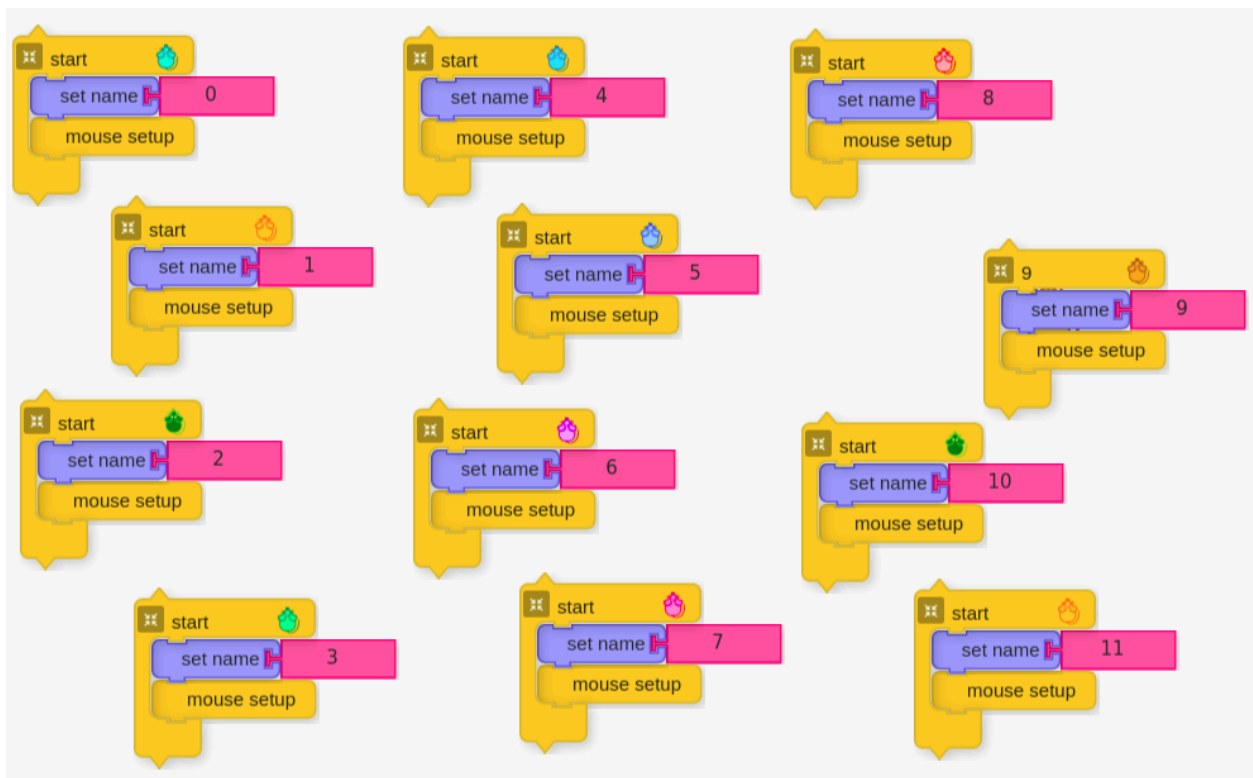 start
set name 0
mouse setup
start
set name 4
mouse setup
start
set name 8
mouse setup
start
set name 1
mouse setup
start
set name 5
mouse setup
9
set name 9
mouse setup
start
set name 2
mouse setup
start
set name 6
mouse setup
start
set name 10
mouse setup
start
set name 3
mouse setup
start
set name 7
mouse setup
start
set name 11
mouse setup